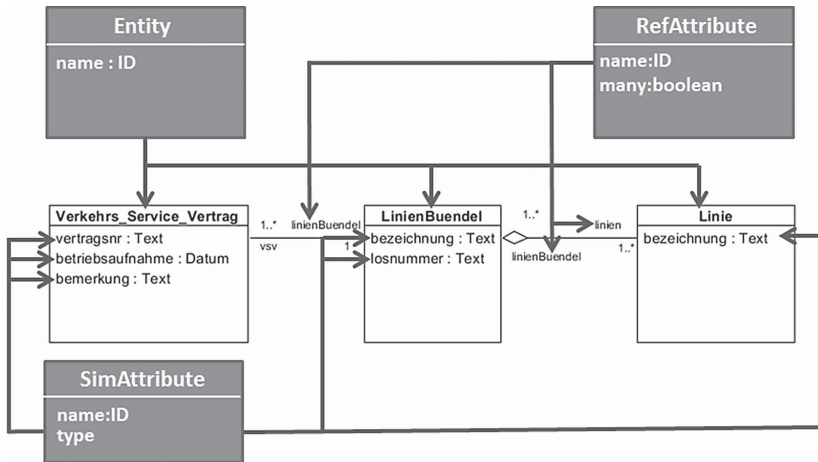 Entity
name : ID
RefAttribute
name:ID
many:boolean
Verkehrs_Service_Vertrag
vertragsnr : Text
betriebsaufnahme : Datum
bemerkung : Text
1..*
linienBuendel
vsv
1
LinienBuendel
bezeichnung : Text
losnummer : Text
1..*
linien
linienBuendel
1..*
Linie
bezeichnung : Text
SimAttribute
name:ID
type